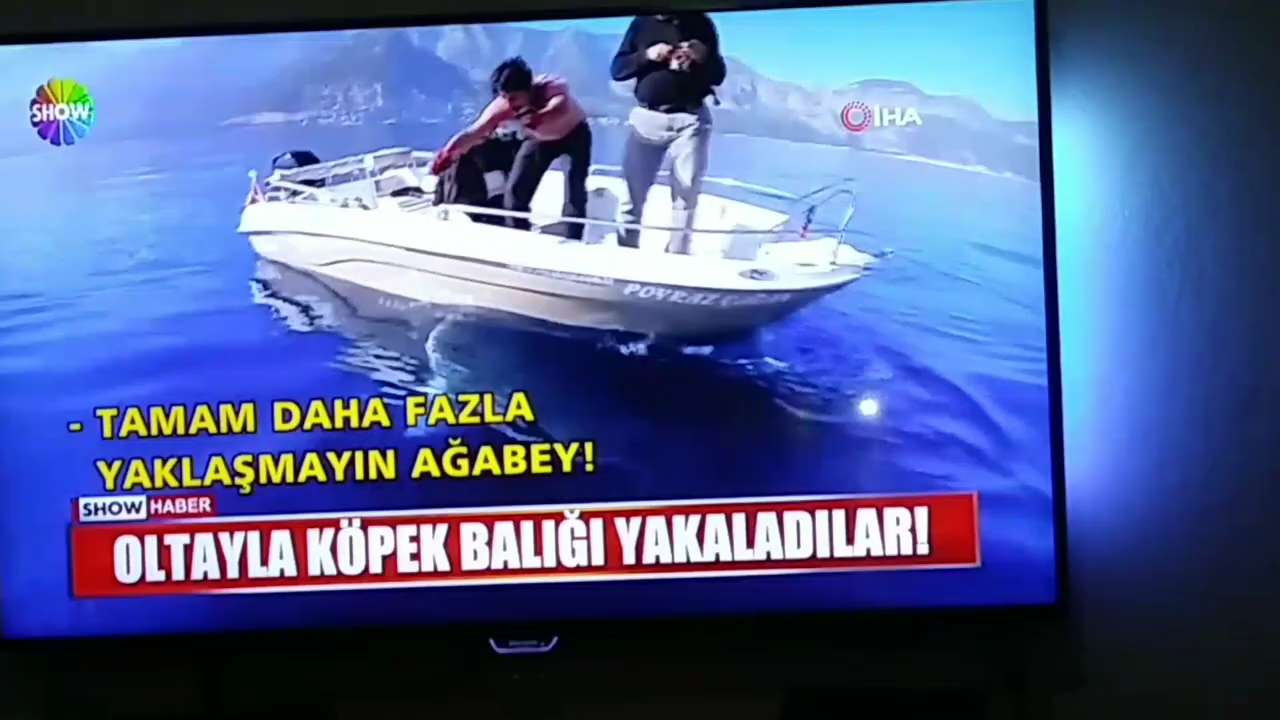 SHOW
İHA
POYRAZ
- TAMAM DAHA FAZLA
YAKLAŞMAYIN AĞABEY!
SHOW HABER
OLTAYLA KÖPEK BALIĞI YAKALADILAR!